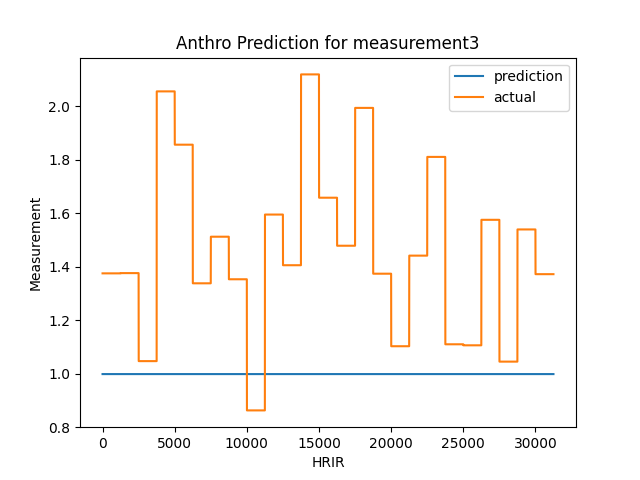 Anthro Prediction for measurement3
prediction
actual
Measurement
2.0
1.8
1.6
1.4
1.2
1.0
0.8
0 5000 10000 15000 20000 25000 30000
HRIR